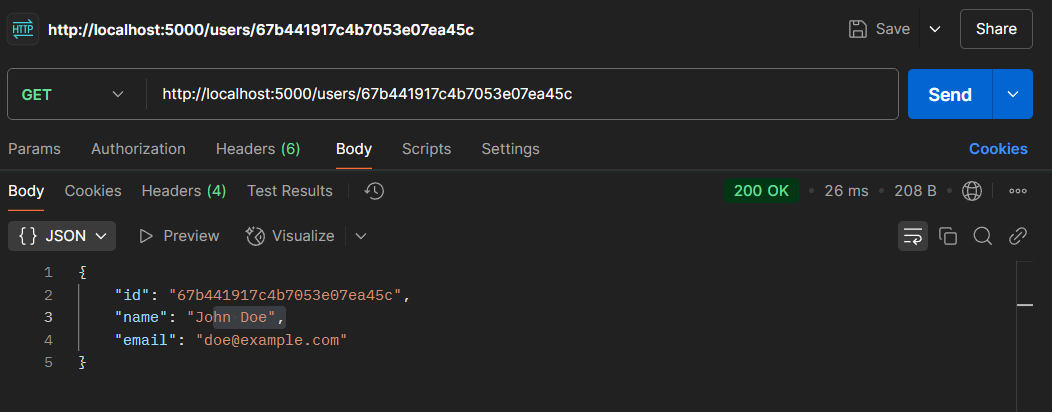 HTTP http://localhost:5000/users/67b441917c4b7053e07ea45c Save Share
GET http://localhost:5000/users/67b441917c4b7053e07ea45c Send
Params Authorization Headers (6) Body Scripts Settings Cookies
Body Cookies Headers (4) Test Results 200 OK • 26 ms • 208 B •
{} JSON Preview Visualize
1 {
2 "id": "67b441917c4b7053e07ea45c",
3 "name": "John Doe",
4 "email": "doe@example.com"
5 }